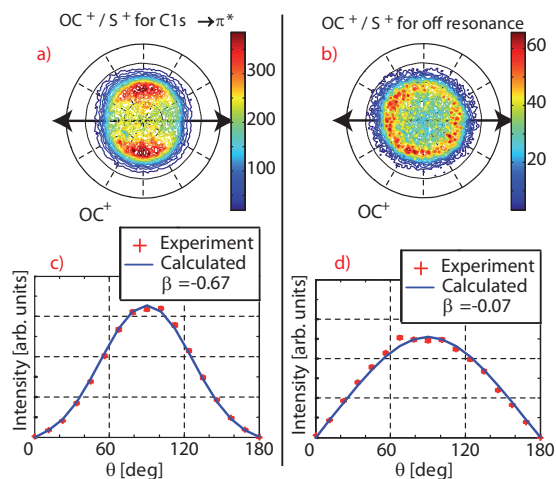 OC⁺ / S⁺ for C1s → π*
a)
300
200
100
OC⁺
OC⁺ / S⁺ for off resonance
b)
60
40
20
OC⁺
c)
Experiment
Calculated
β =-0.67
Intensity [arb. units]
0 60 120 180
θ [deg]
d)
Experiment
Calculated
β =-0.07
Intensity [arb. units]
0 60 120 180
θ [deg]